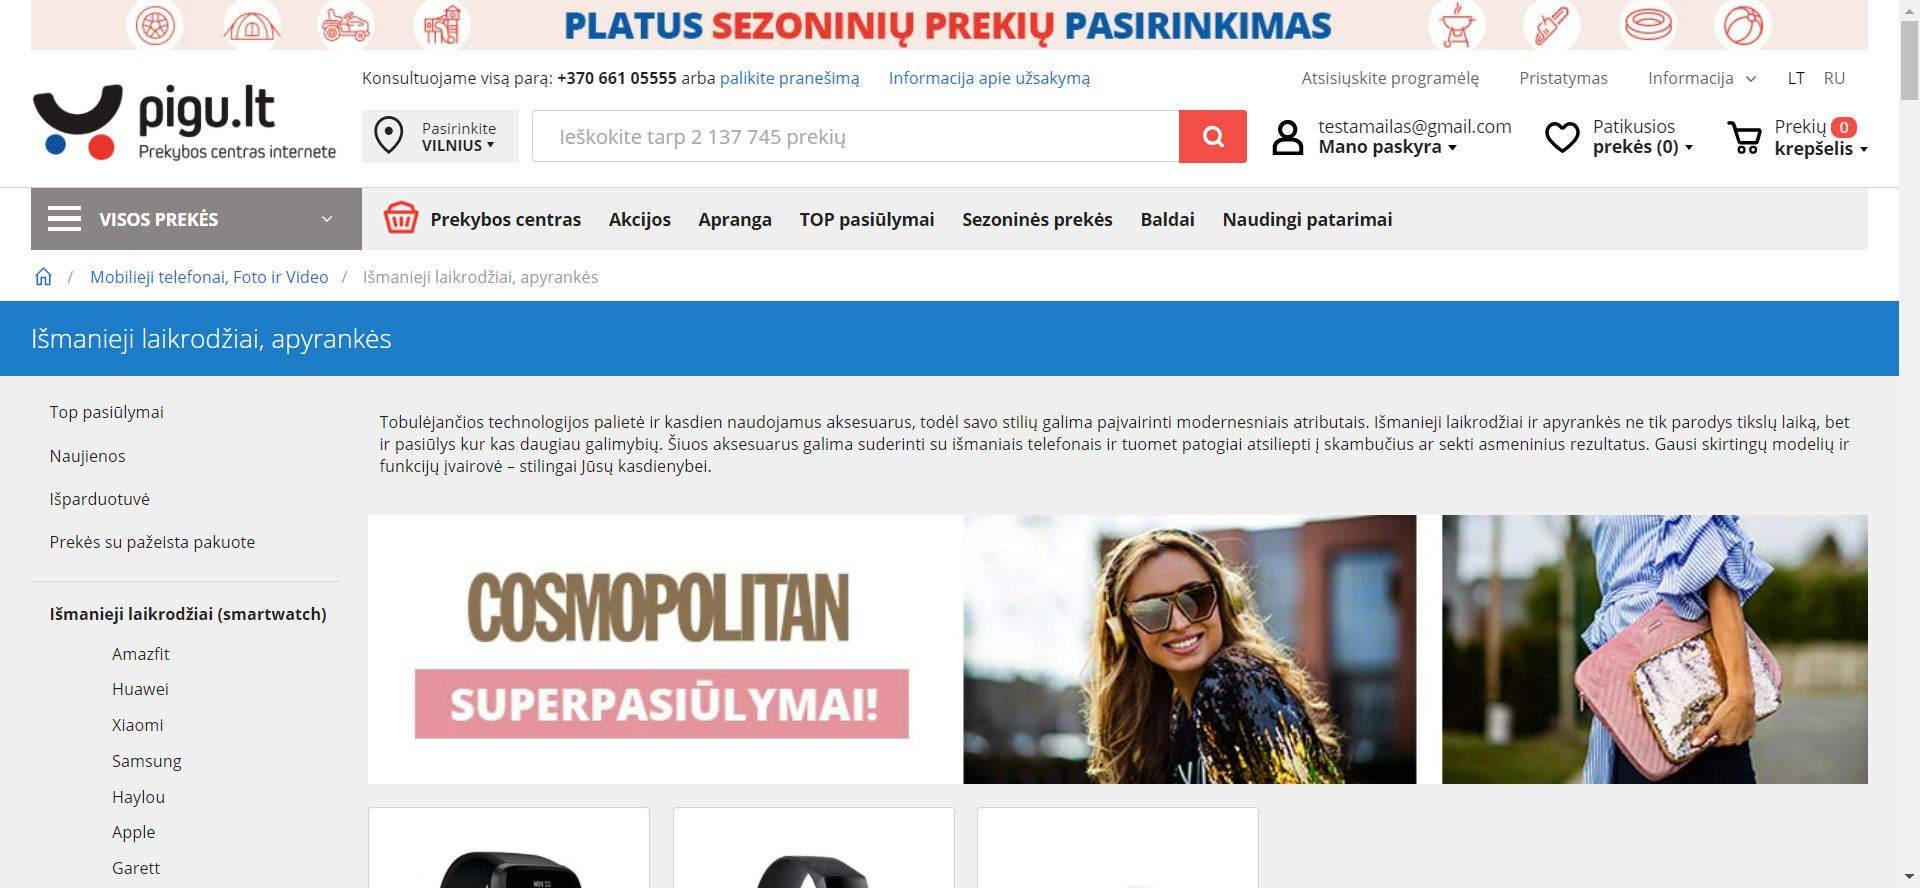 PLATUS SEZONINIŲ PREKIŲ PASIRINKIMAS
Konsultuojame visą parą: +370 661 05555 arba palikite pranešimą
Informacija apie užsakymą
Atsisiųskite programėlę
Pristatymas
Informacija
LT
RU
pigu.lt
Prekybos centras internete
Pasirinkite
VILNIUS
Ieškokite tarp 2 137 745 prekių
testamailas@gmail.com
Mano paskyra
Patikusios
prekės (0)
Prekių 0
krepšelis
VISOS PREKĖS
Prekybos centras
Akcijos
Apranga
TOP pasiūlymai
Sezoninės prekės
Baldai
Naudingi patarimai
/ Mobilieji telefonai, Foto ir Video / Išmanieji laikrodžiai, apyrankės
Išmanieji laikrodžiai, apyrankės
Top pasiūlymai
Naujienos
Išparduotuvė
Prekės su pažeista pakuote
Išmanieji laikrodžiai (smartwatch)
Amazfit
Huawei
Xiaomi
Samsung
Haylou
Apple
Garett
Tobulėjančios technologijos palietė ir kasdien naudojamus aksesuarus, todėl savo stilių galima paįvairinti modernesniais atributais. Išmanieji laikrodžiai ir apyrankės ne tik parodys tikslų laiką, bet
ir pasiūlys kur kas daugiau galimybių. Šiuos aksesuarus galima suderinti su išmaniais telefonais ir tuomet patogiai atsiliepti į skambučius ar sekti asmeninius rezultatus. Gausi skirtingų modelių ir
funkcijų įvairovė – stilingai Jūsų kasdienybei.
COSMOPOLITAN
SUPERPASIŪLYMAI!
NOV 23